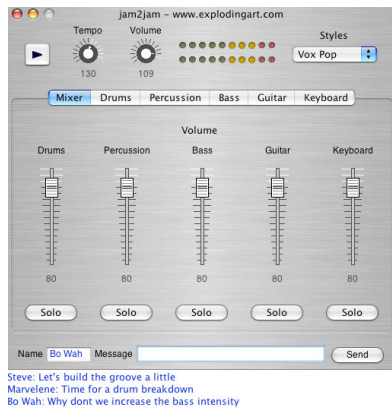 jam2jam - www.explodingart.com
Tempo Volume Styles
Vox Pop
130 109
Mixer Drums Percussion Bass Guitar Keyboard
Volume
Drums Percussion Bass Guitar Keyboard
80 80 80 80 80
Solo Solo Solo Solo Solo
Name Bo Wah Message Send
Steve: Let's build the groove a little
Marvelene: Time for a drum breakdown
Bo Wah: Why dont we increase the bass intensity